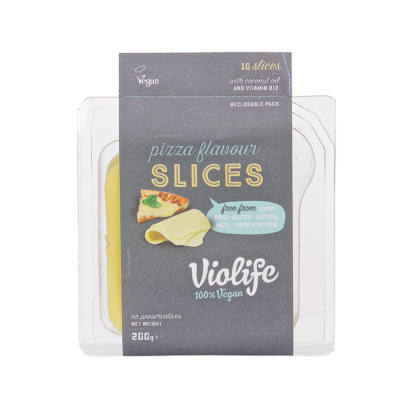 Vegan
10 slices
with coconut oil
AND VITAMIN B12
RECLOSABLE PACK
pizza flavour
SLICES
free from DAIRY
SOYA - GLUTEN - LACTOSE
NUTS - PRESERVATIVES
Violife
100% Vegan
no preservatives
NET WEIGHT
200g e